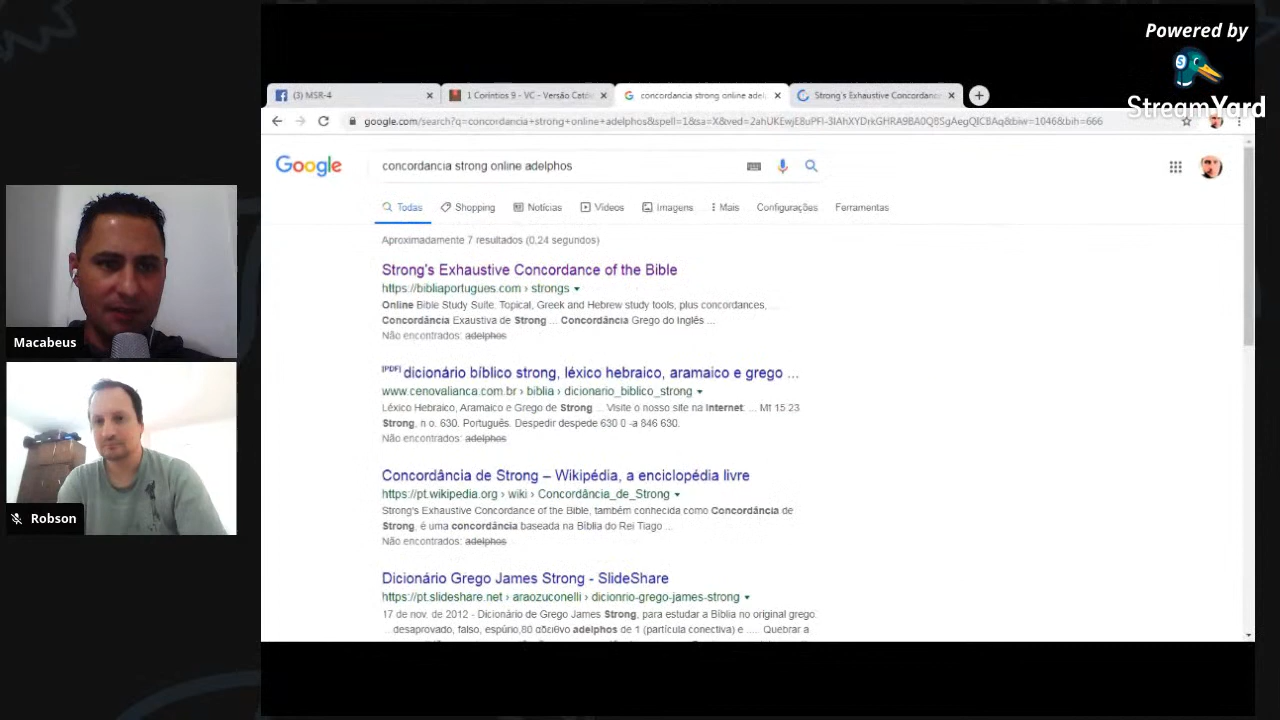 Powered by
StreamYard
(3) MSR-4
1 Coríntios 9 - VC - Versão Católi
concordancia strong online adel
Strong's Exhaustive Concordance
google.com/search?q=concordancia+strong+online+adelphos&spell=1&sa=X&ved=
Google
concordancia strong online adelphos
Todas
Shopping
Notícias
Vídeos
Imagens
Mais
Configurações
Ferramentas
Aproximadamente 7 resultados (0,24 segundos)
Strong's Exhaustive Concordance of the Bible
https://bibliaportugues.com › strongs
Online Bible Study Suite. Topical, Greek and Hebrew study tools, plus concordances, ...
Concordância Exaustiva de Strong ... Concordância Grego do Inglês ...
Não encontrados: adelphos
[PDF] dicionário bíblico strong, léxico hebraico, aramaico e grego ...
www.cenovalianca.com.br › biblia › dicionario_biblico_strong
Léxico Hebraico, Aramaico e Grego de Strong ... Visite o nosso site na Internet: ... Mt 15 23
Strong, n o. 630. Português. Despedir despede 630 0 -a 846 630.
Não encontrados: adelphos
Concordância de Strong – Wikipédia, a enciclopédia livre
https://pt.wikipedia.org › wiki › Concordância_de_Strong
Strong's Exhaustive Concordance of the Bible, também conhecida como Concordância de
Strong, é uma concordância baseada na Bíblia do Rei Tiago ...
Não encontrados: adelphos
Dicionário Grego James Strong - SlideShare
https://pt.slideshare.net › araozuconelli › dicionrio-grego-james-strong
17 de nov. de 2012 - Dicionário de Grego James Strong, para estudar a Bíblia no original grego.
... desaprovado, falso, espúrio,80 adelphos de 1 (partícula conectiva) e ..... Quebrar a
Macabeus
Robson